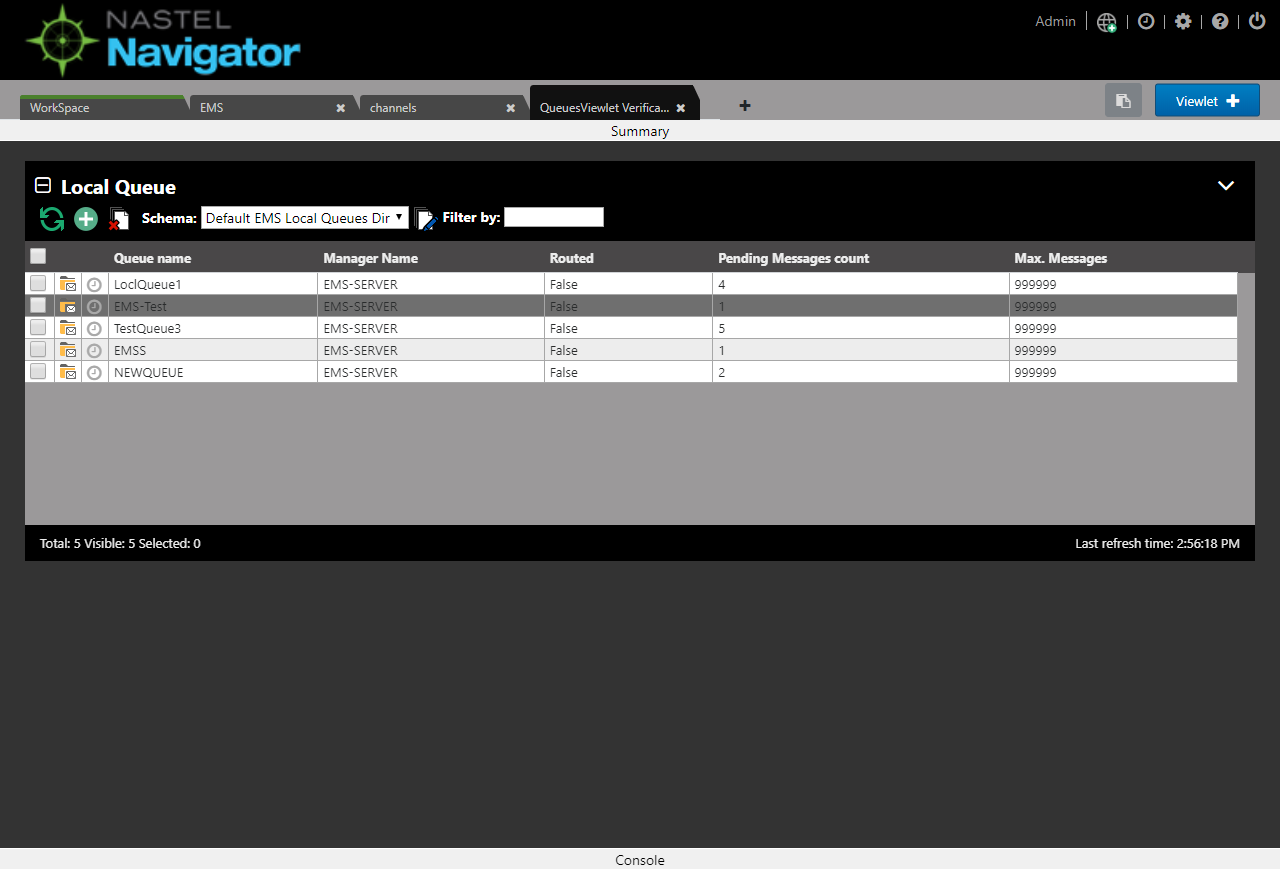 NASTEL
Navigator
Admin
WorkSpace
EMS
channels
QueuesViewlet Verifica...
Viewlet
Summary
Local Queue
Schema: Default EMS Local Queues Dir Filter by:
Queue name Manager Name Routed Pending Messages count Max. Messages
LoclQueue1 EMS-SERVER False 4 999999
EMS-Test EMS-SERVER False 1 999999
TestQueue3 EMS-SERVER False 5 999999
EMSS EMS-SERVER False 1 999999
NEWQUEUE EMS-SERVER False 2 999999
Total: 5 Visible: 5 Selected: 0
Last refresh time: 2:56:18 PM
Console